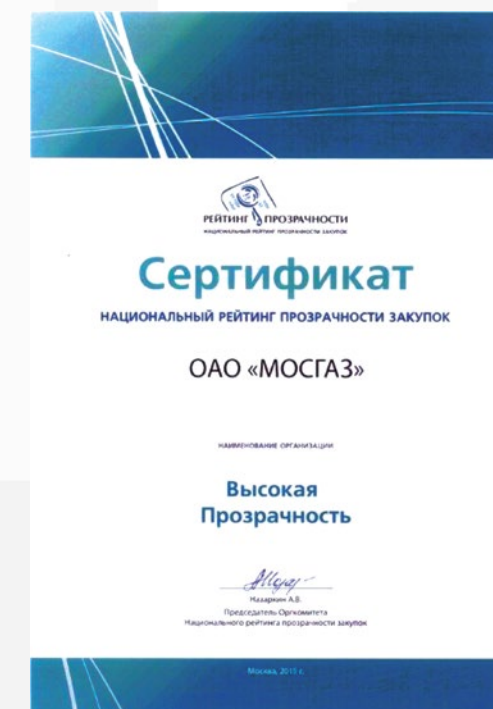 РЕЙТИНГ ПРОЗРАЧНОСТИ
НАЦИОНАЛЬНЫЙ РЕЙТИНГ ПРОЗРАЧНОСТИ ЗАКУПОК
Сертификат
НАЦИОНАЛЬНЫЙ РЕЙТИНГ ПРОЗРАЧНОСТИ ЗАКУПОК
ОАО «МОСГАЗ»
НАИМЕНОВАНИЕ ОРГАНИЗАЦИИ
Высокая
Прозрачность
Назаркин А.В.
Председатель Оргкомитета
Национального рейтинга прозрачности закупок
Москва, 2011 г.